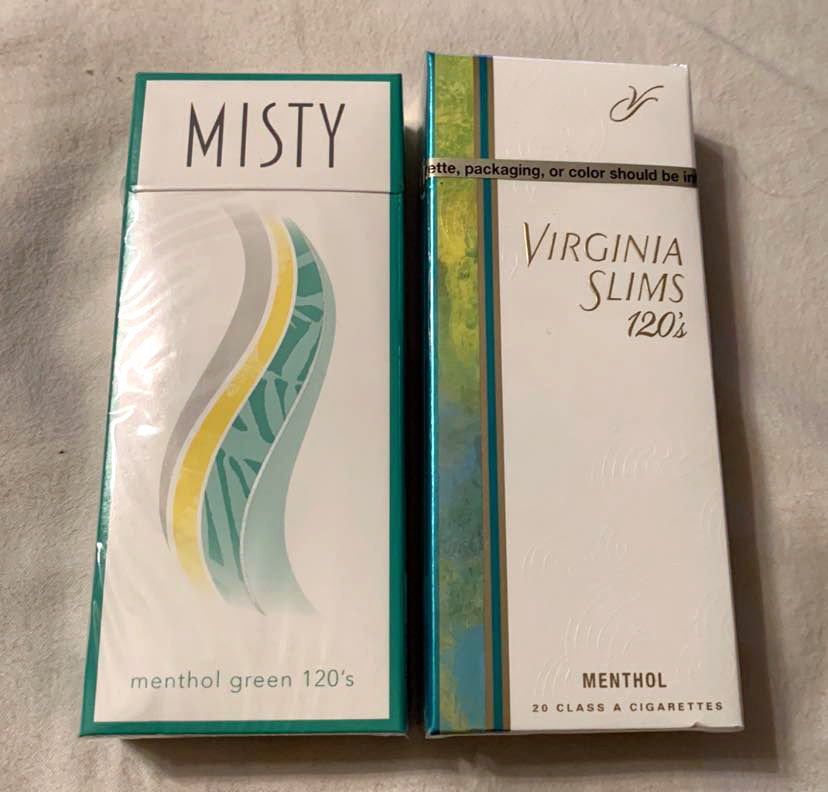 MISTY
menthol green 120's
ette, packaging, or color should be in
VIRGINIA
SLIMS
120's
MENTHOL
20 CLASS A CIGARETTES